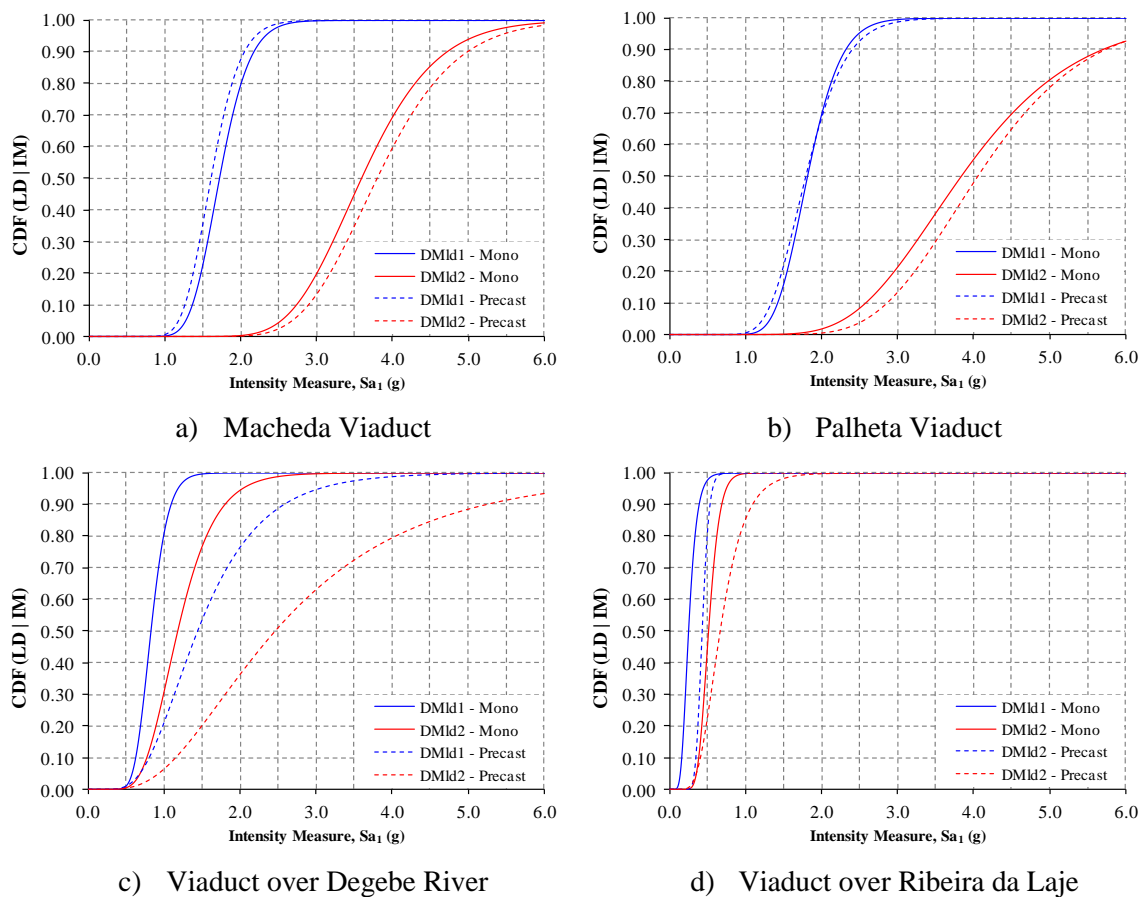 1.00
0.90
0.80
0.70
0.60
0.50
0.40
0.30
0.20
0.10
0.00
CDF (LD | IM)
DMld1 - Mono
DMld2 - Mono
DMld1 - Precast
DMld2 - Precast
0.0 1.0 2.0 3.0 4.0 5.0 6.0
Intensity Measure, Sa₁ (g)
a) Macheda Viaduct
1.00
0.90
0.80
0.70
0.60
0.50
0.40
0.30
0.20
0.10
0.00
CDF (LD | IM)
DMld1 - Mono
DMld2 - Mono
DMld1 - Precast
DMld2 - Precast
0.0 1.0 2.0 3.0 4.0 5.0 6.0
Intensity Measure, Sa₁ (g)
b) Palheta Viaduct
1.00
0.90
0.80
0.70
0.60
0.50
0.40
0.30
0.20
0.10
0.00
CDF (LD | IM)
DMld1 - Mono
DMld2 - Mono
DMld1 - Precast
DMld2 - Precast
0.0 1.0 2.0 3.0 4.0 5.0 6.0
Intensity Measure, Sa₁ (g)
c) Viaduct over Degebe River
1.00
0.90
0.80
0.70
0.60
0.50
0.40
0.30
0.20
0.10
0.00
CDF (LD | IM)
DMld1 - Mono
DMld2 - Mono
DMld2 - Precast
DMld2 - Precast
0.0 1.0 2.0 3.0 4.0 5.0 6.0
Intensity Measure, Sa₁ (g)
d) Viaduct over Ribeira da Laje